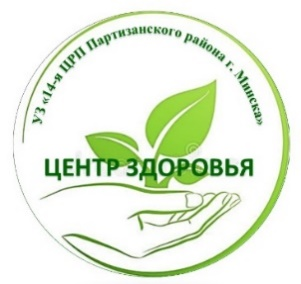 УЗ «14-я ЦРП Партизанского района г. Минска»
ЦЕНТР ЗДОРОВЬЯ